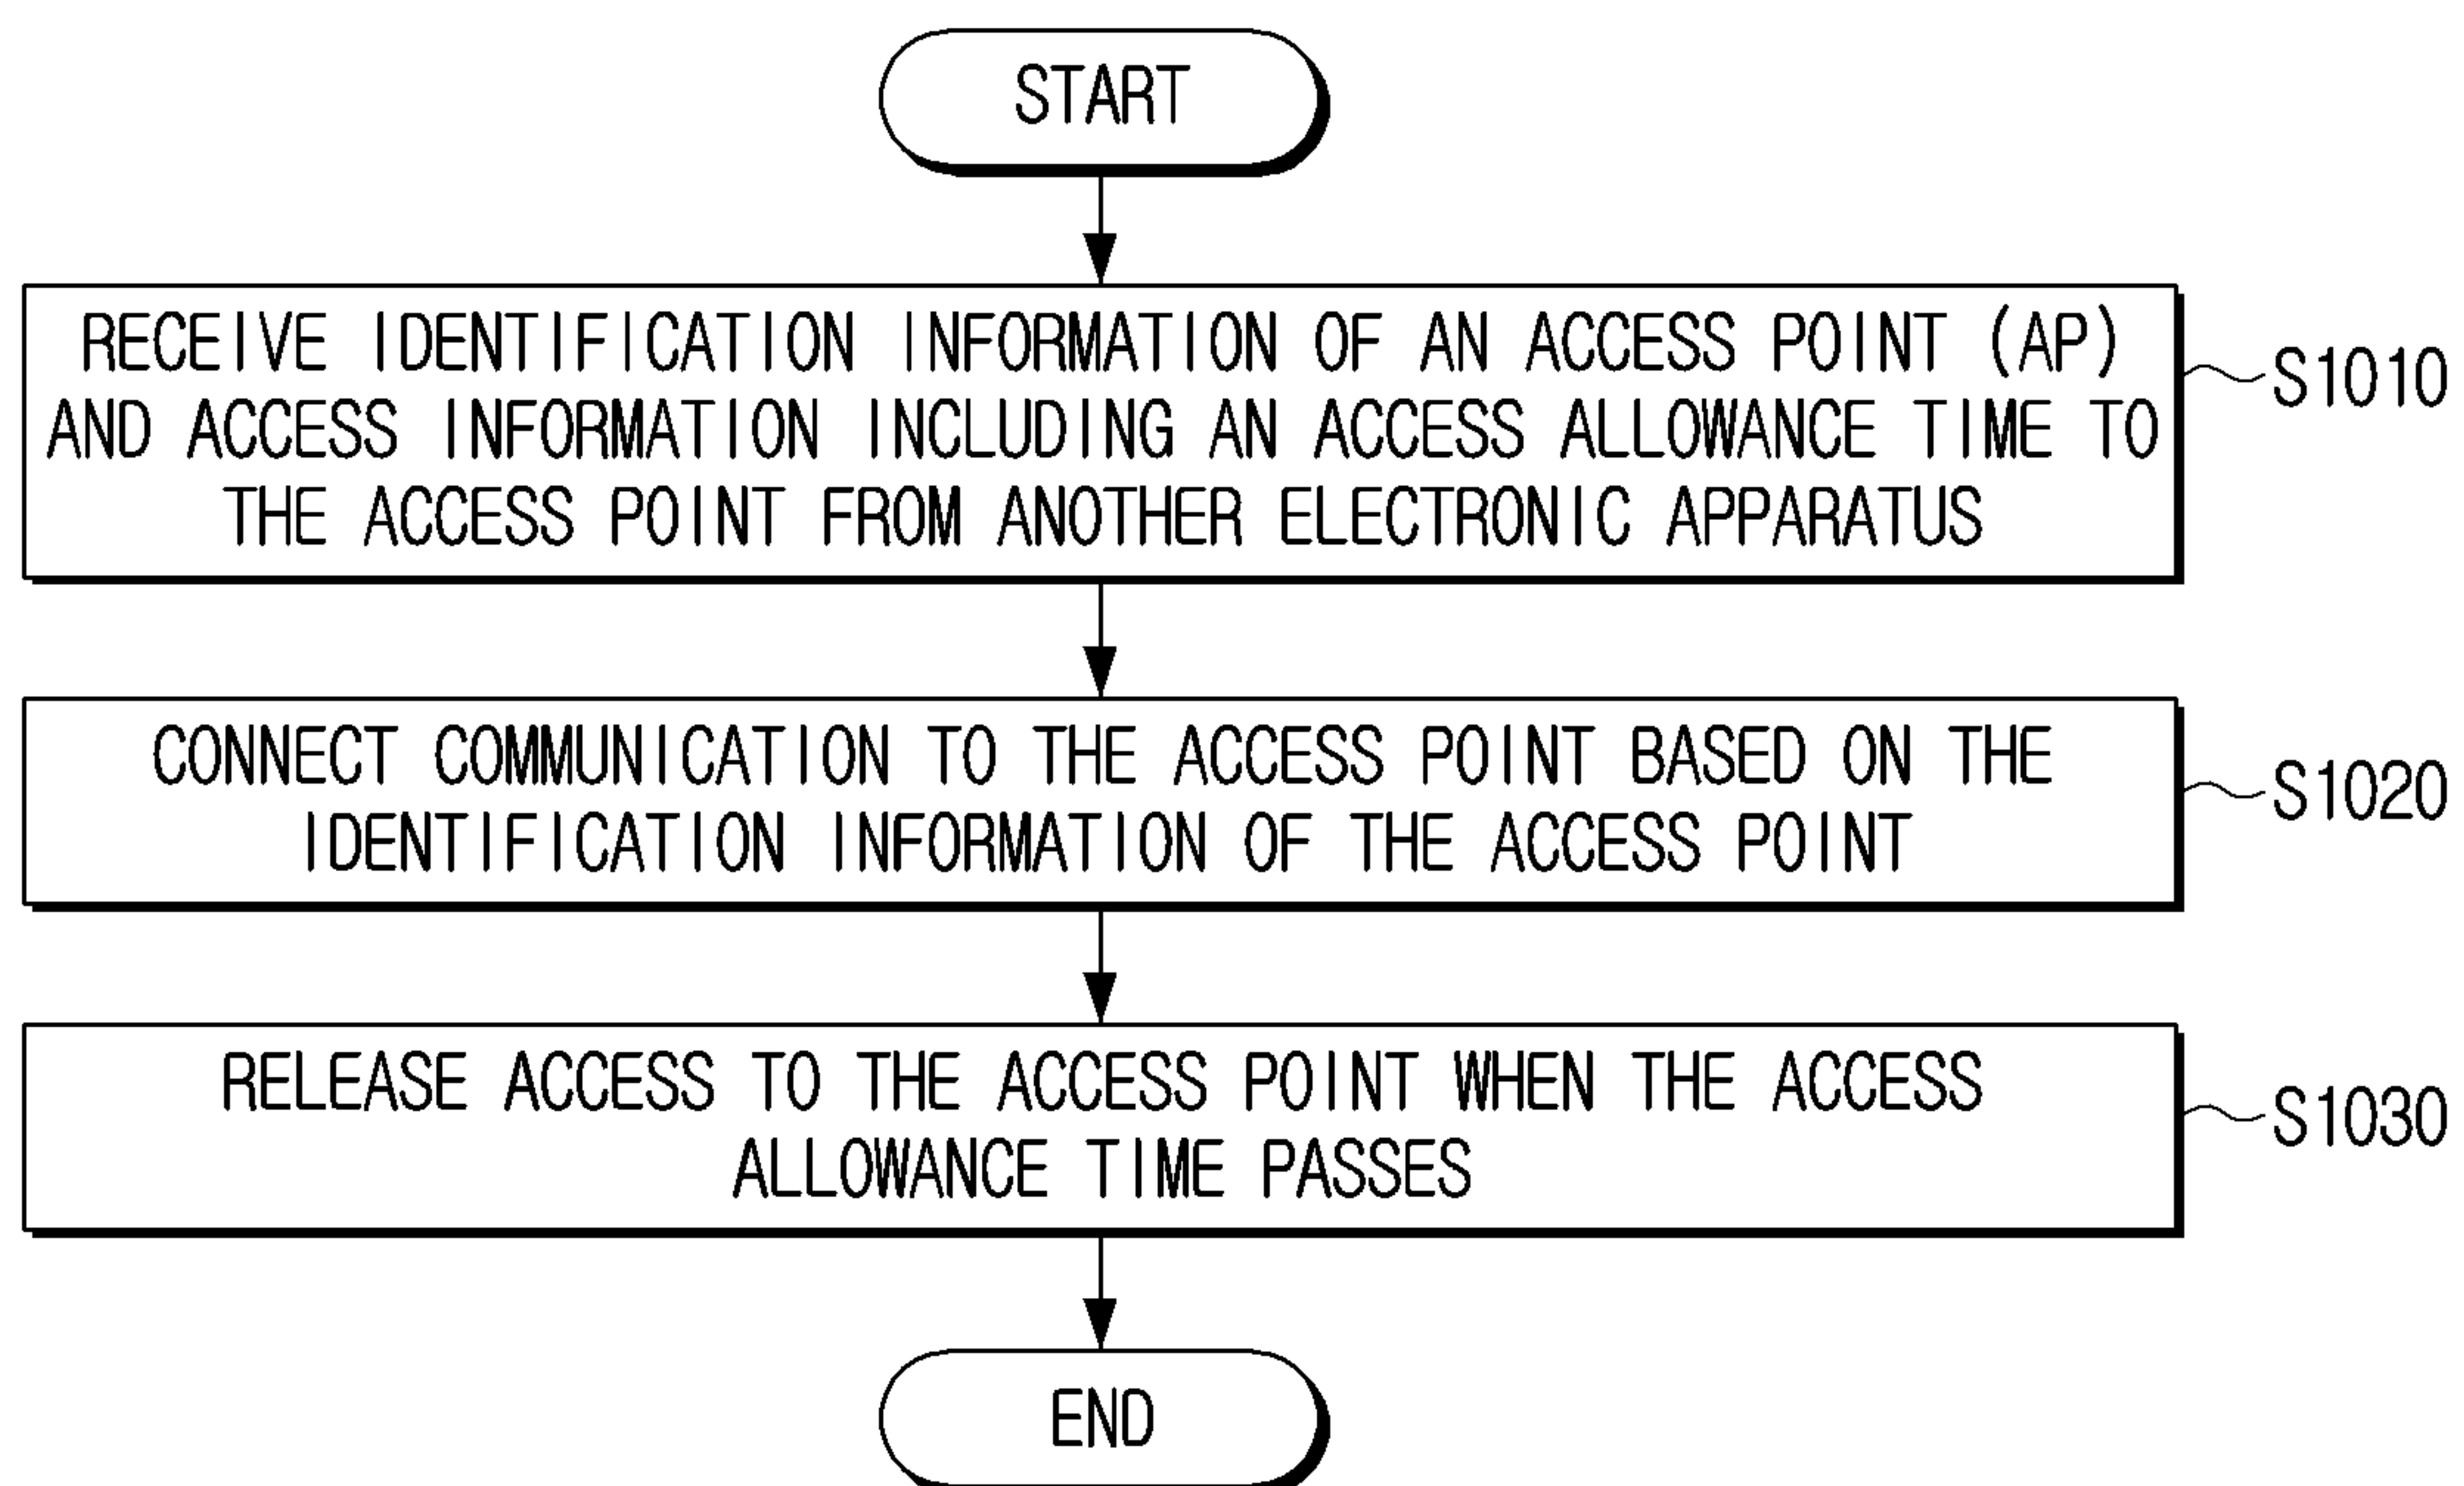 START
RECEIVE IDENTIFICATION INFORMATION OF AN ACCESS POINT (AP)
AND ACCESS INFORMATION INCLUDING AN ACCESS ALLOWANCE TIME TO
THE ACCESS POINT FROM ANOTHER ELECTRONIC APPARATUS
S1010
CONNECT COMMUNICATION TO THE ACCESS POINT BASED ON THE
IDENTIFICATION INFORMATION OF THE ACCESS POINT
S1020
RELEASE ACCESS TO THE ACCESS POINT WHEN THE ACCESS
ALLOWANCE TIME PASSES
S1030
END